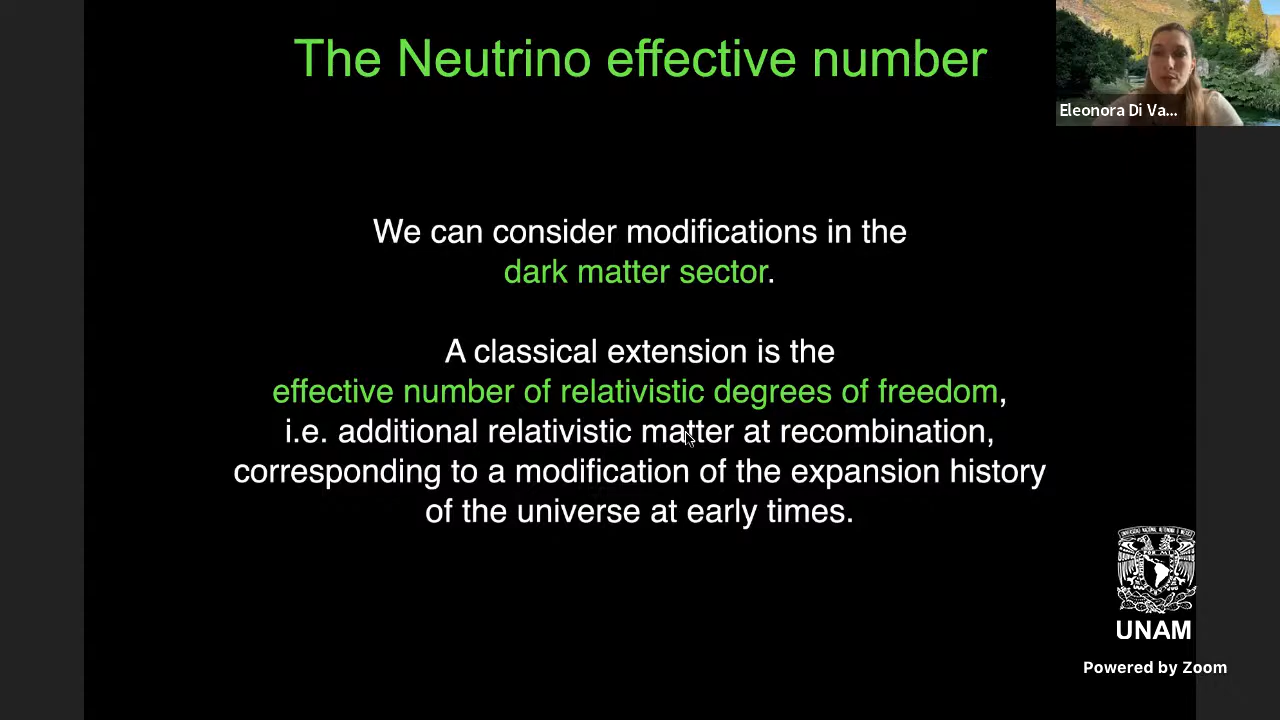 The Neutrino effective number
Eleonora Di Va...
We can consider modifications in the
dark matter sector.
A classical extension is the
effective number of relativistic degrees of freedom,
i.e. additional relativistic matter at recombination,
corresponding to a modification of the expansion history
of the universe at early times.
UNAM
Powered by Zoom